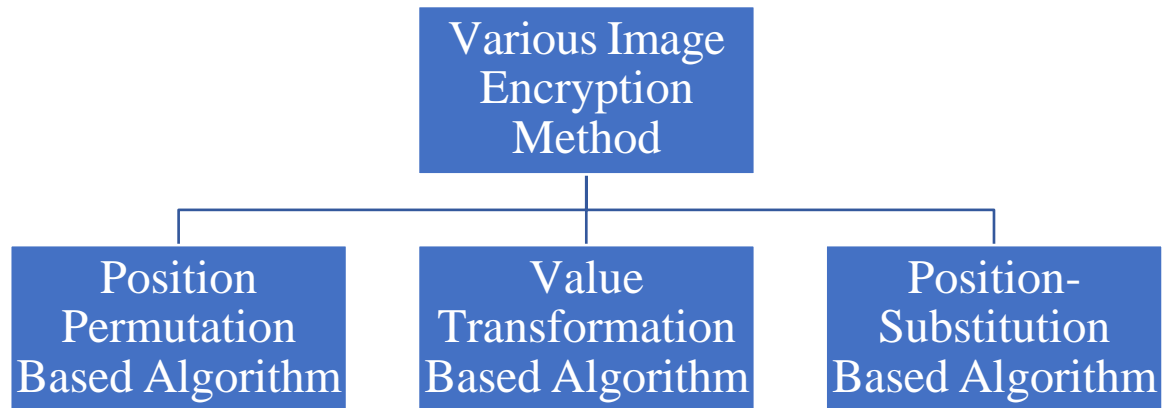 Various Image
Encryption
Method
Position
Permutation
Based Algorithm
Value
Transformation
Based Algorithm
Position-
Substitution
Based Algorithm